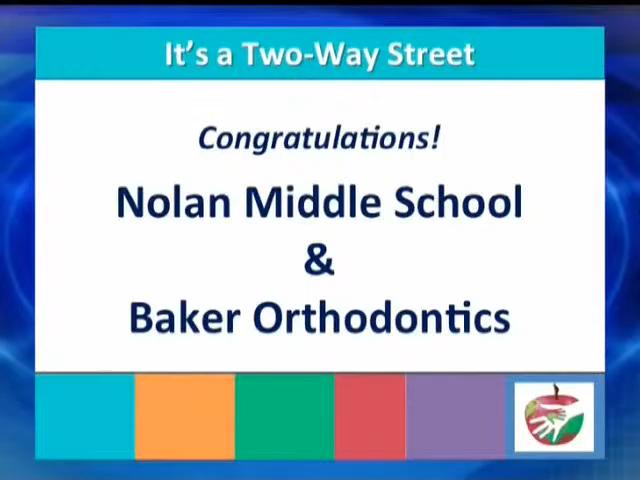 It's a Two-Way Street
Congratulations!
Nolan Middle School
&
Baker Orthodontics